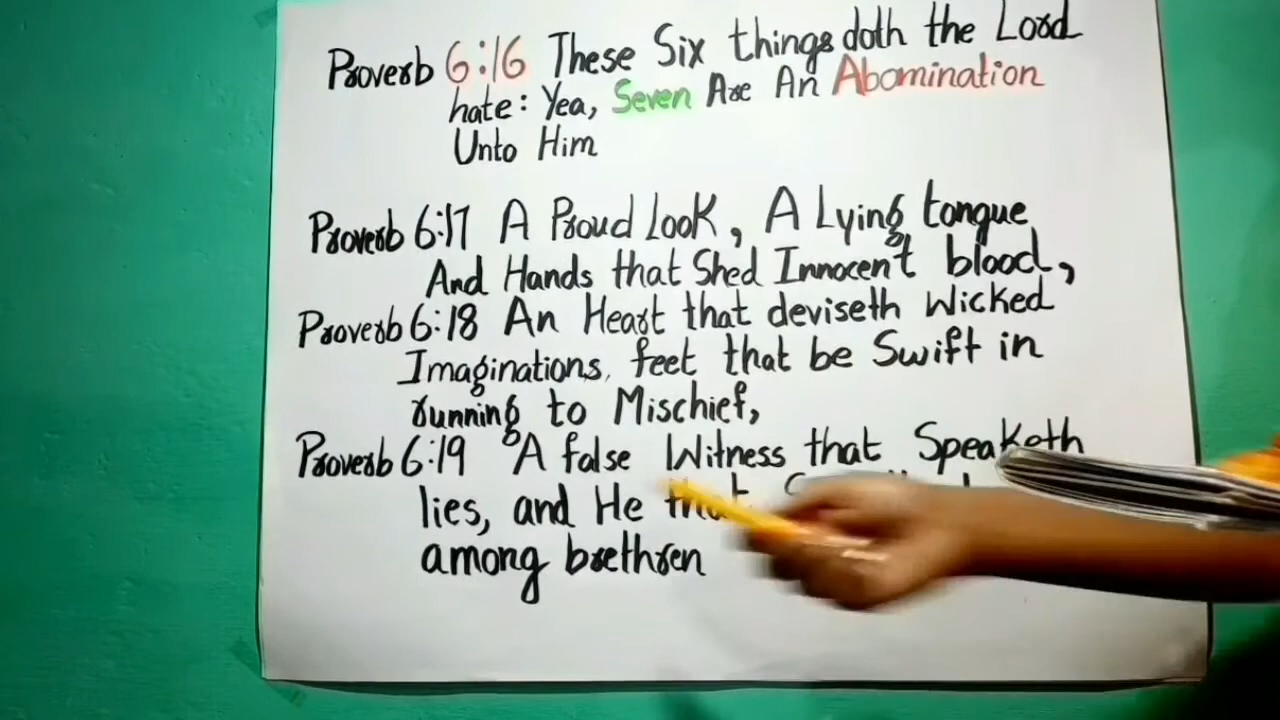 Proverb 6:16 These Six things doth the Lord
hate: Yea, Seven Are An Abomination
Unto Him
Proverb 6:17 A Proud Look, A Lying tongue
And Hands that Shed Innocent blood,
Proverb 6:18 An Heart that deviseth Wicked
Imaginations, feet that be Swift in
running to Mischief,
Proverb 6:19 A false Witness that Speaketh
lies, and He that
among brethren